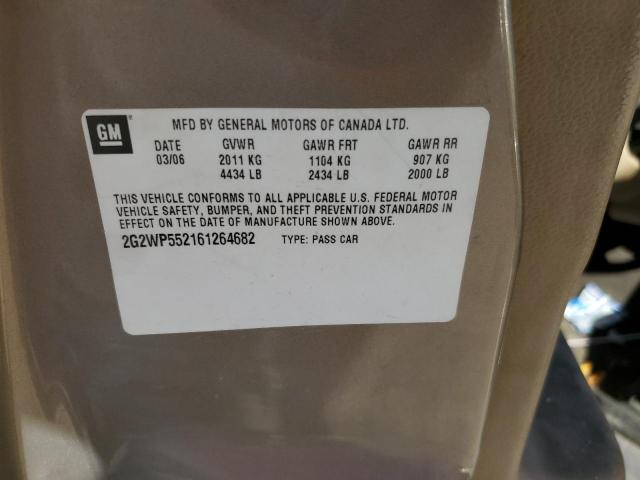 GM
MFD BY GENERAL MOTORS OF CANADA LTD.
DATE GVWR GAWR FRT GAWR RR
03/06 2011 KG 1104 KG 907 KG
4434 LB 2434 LB 2000 LB
THIS VEHICLE CONFORMS TO ALL APPLICABLE U.S. FEDERAL MOTOR
VEHICLE SAFETY, BUMPER, AND THEFT PREVENTION STANDARDS IN
EFFECT ON THE DATE OF MANUFACTURE SHOWN ABOVE.
2G2WP552161264682 TYPE: PASS CAR